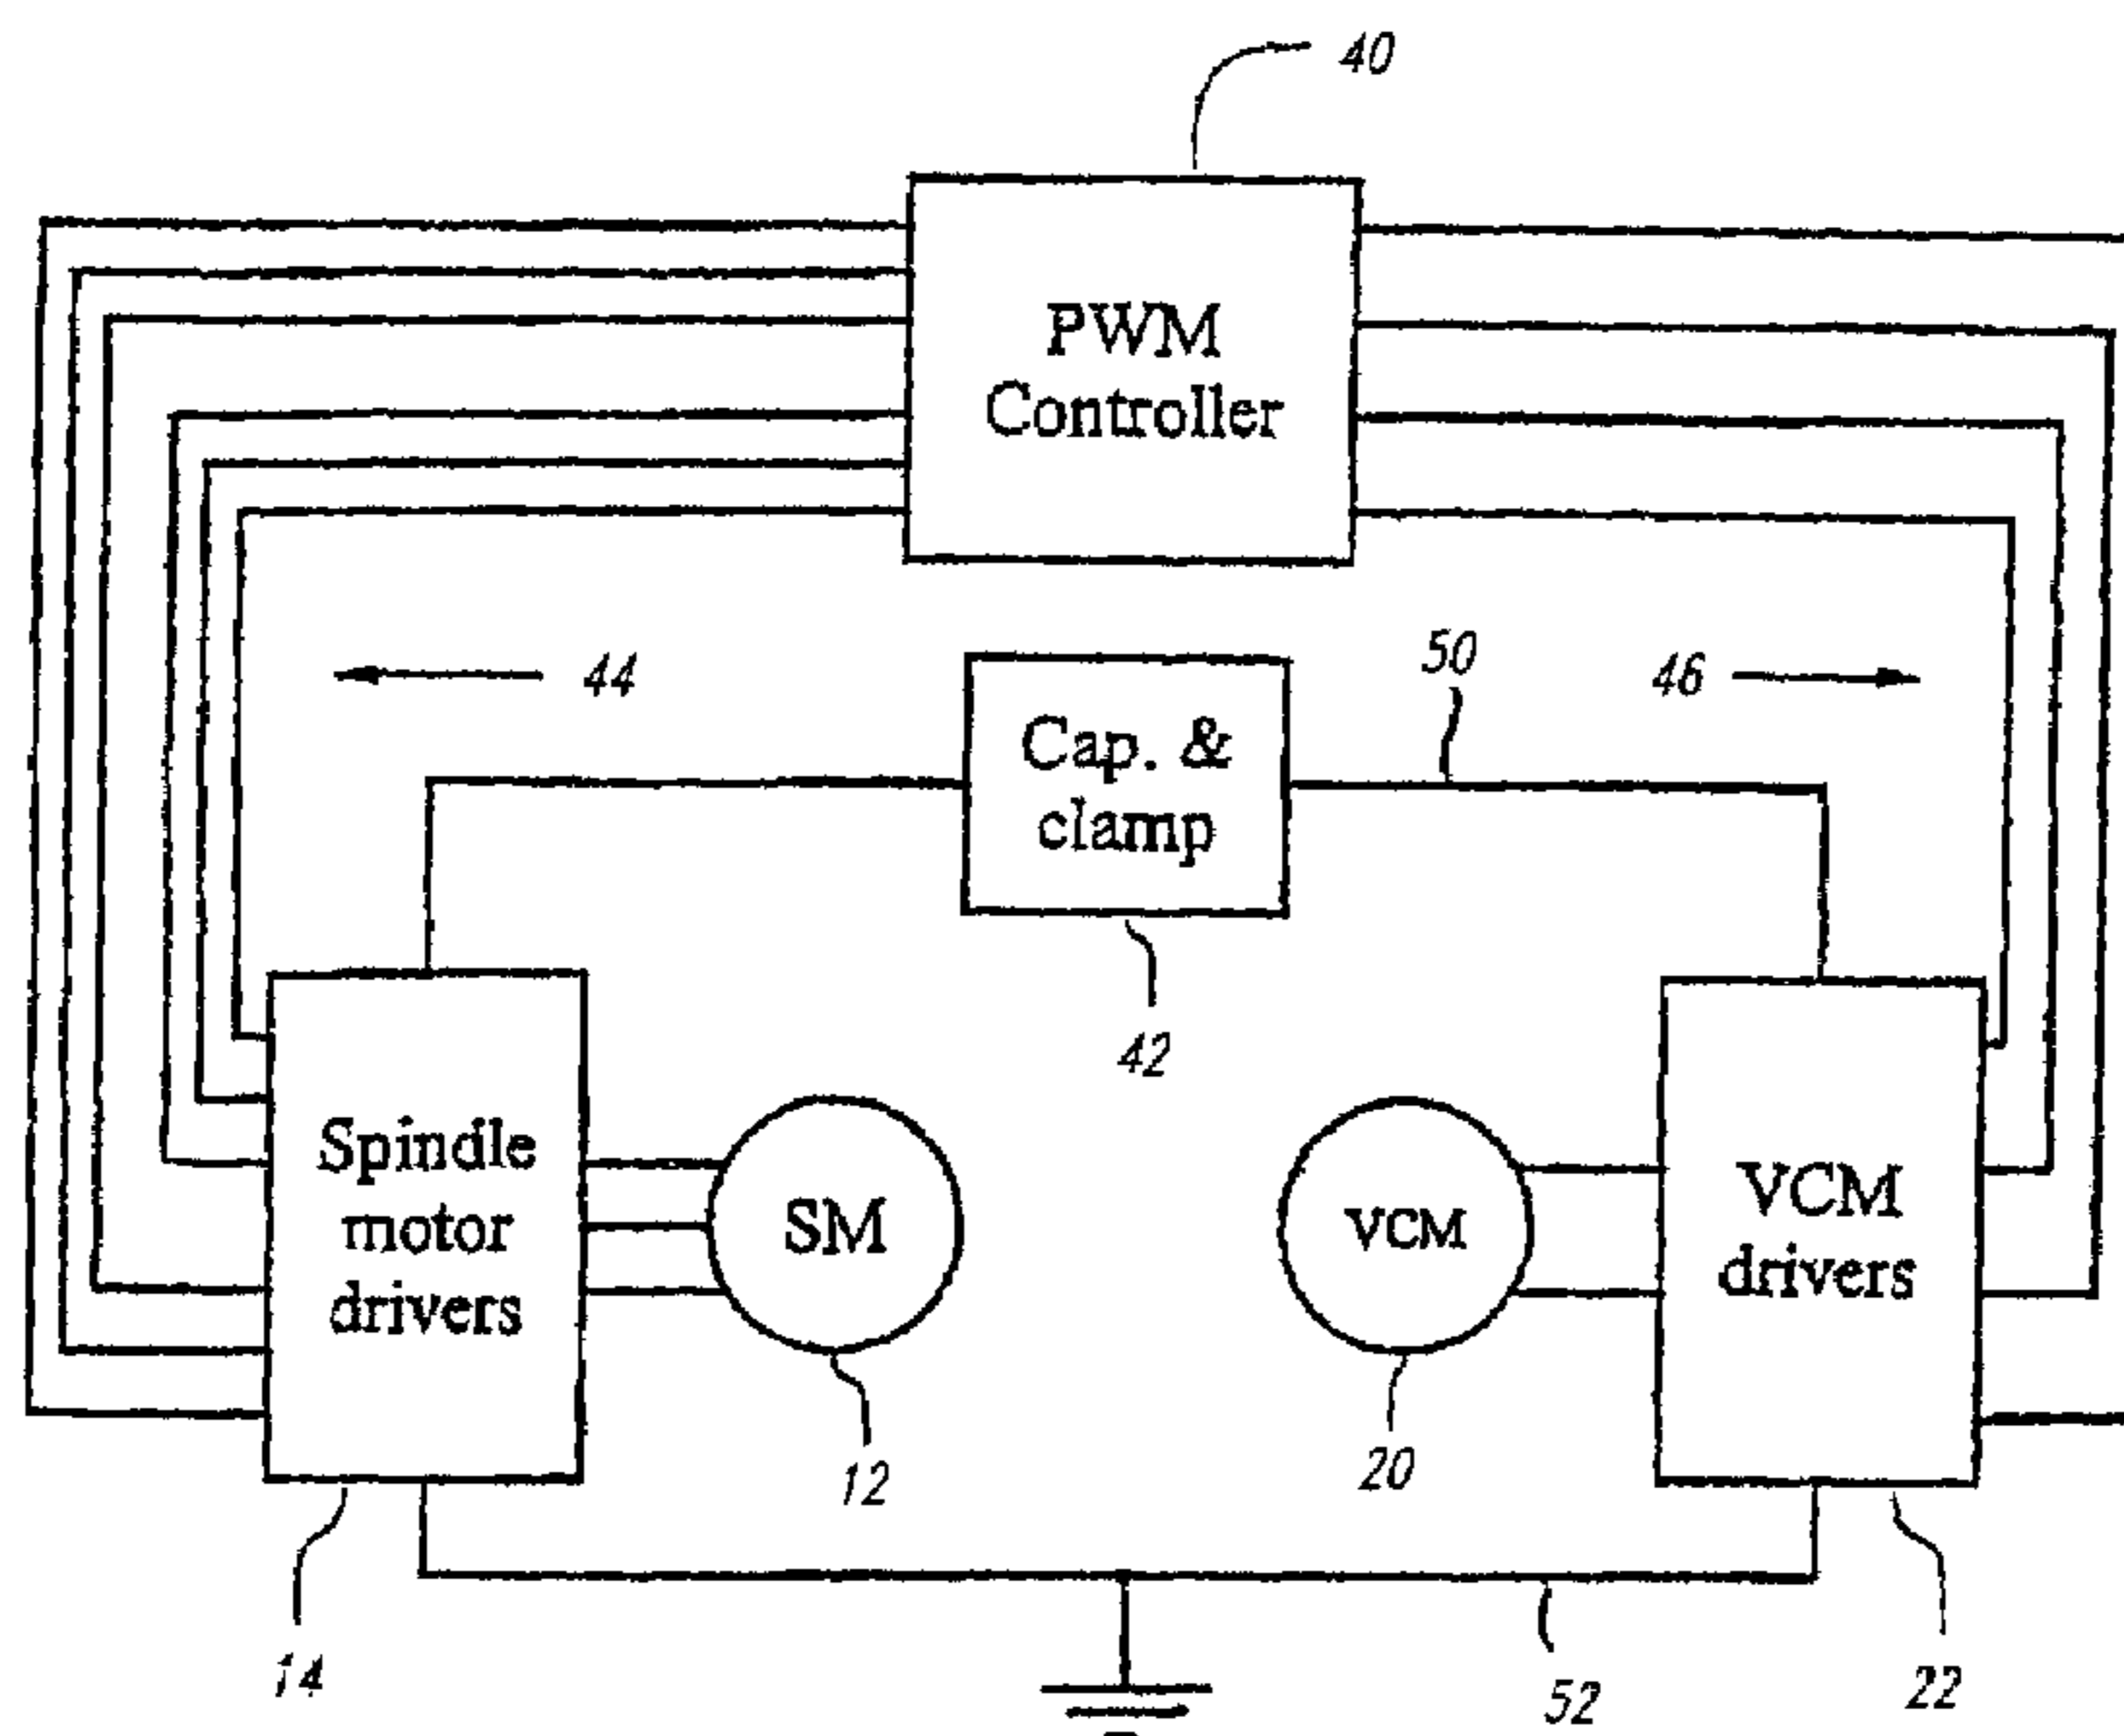 40
PWM
Controller
44
50
46
Cap. &
clamp
42
Spindle
motor
drivers
SM
VCM
VCM
drivers
12
20
14
52
22